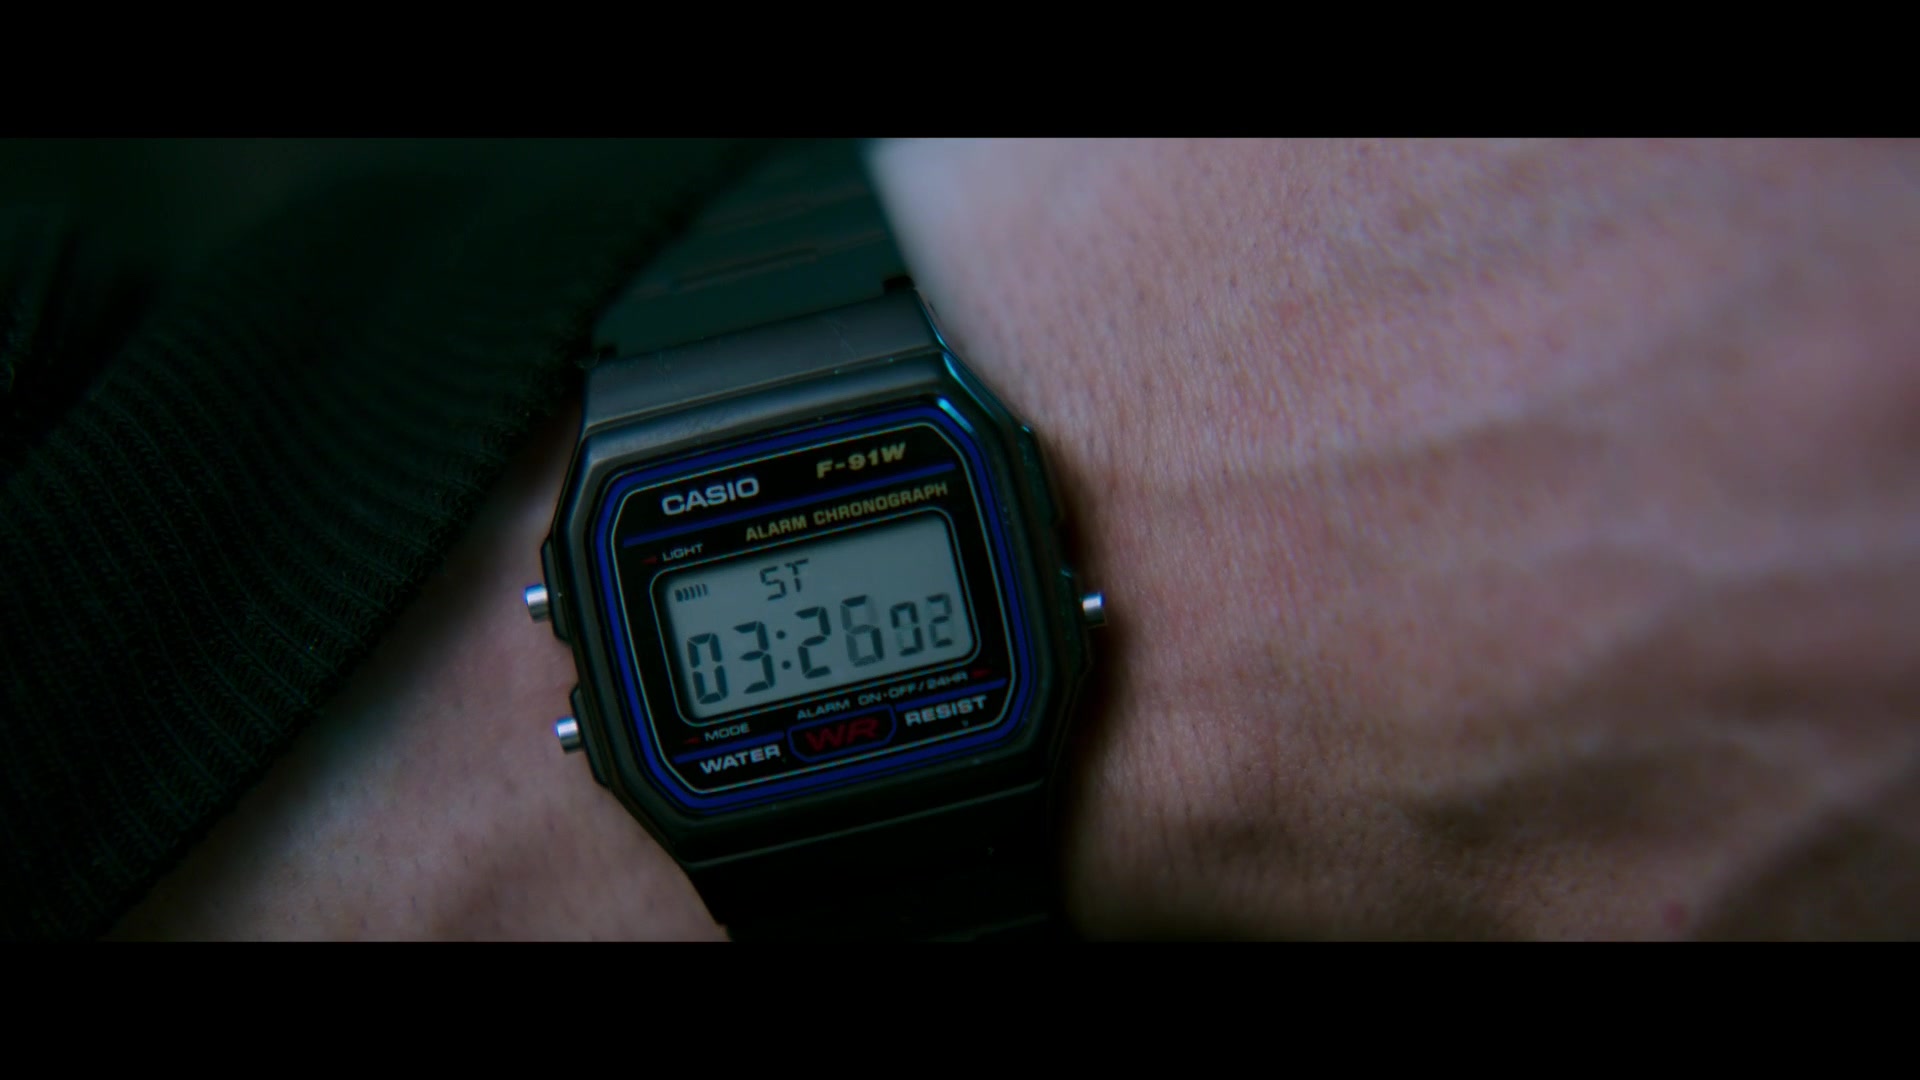 CASIO F-91W
ALARM CHRONOGRAPH
LIGHT
ST
03:26 02
ALARM ON·OFF/24HR
MODE
WATER WR RESIST